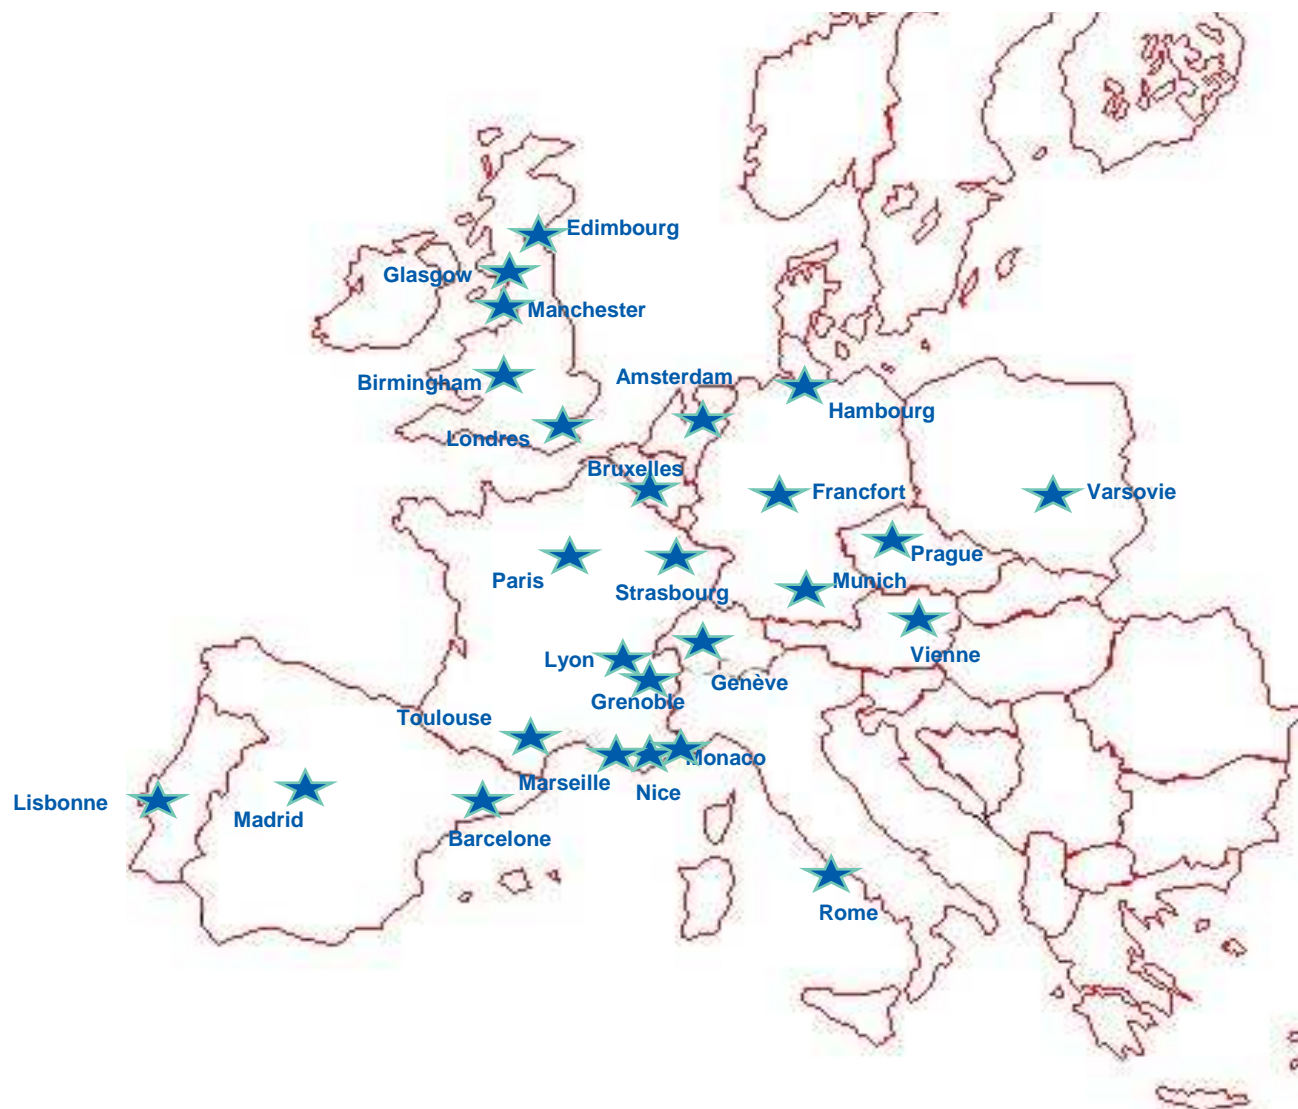 Edimbourg
Glasgow
Manchester
Amsterdam
Birmingham
Hambourg
Londres
Bruxelles
Francfort
Varsovie
Prague
Paris
Strasbourg
Munich
Vienne
Lyon
Genève
Grenoble
Toulouse
Monaco
Marseille
Nice
Lisbonne
Madrid
Barcelone
Rome